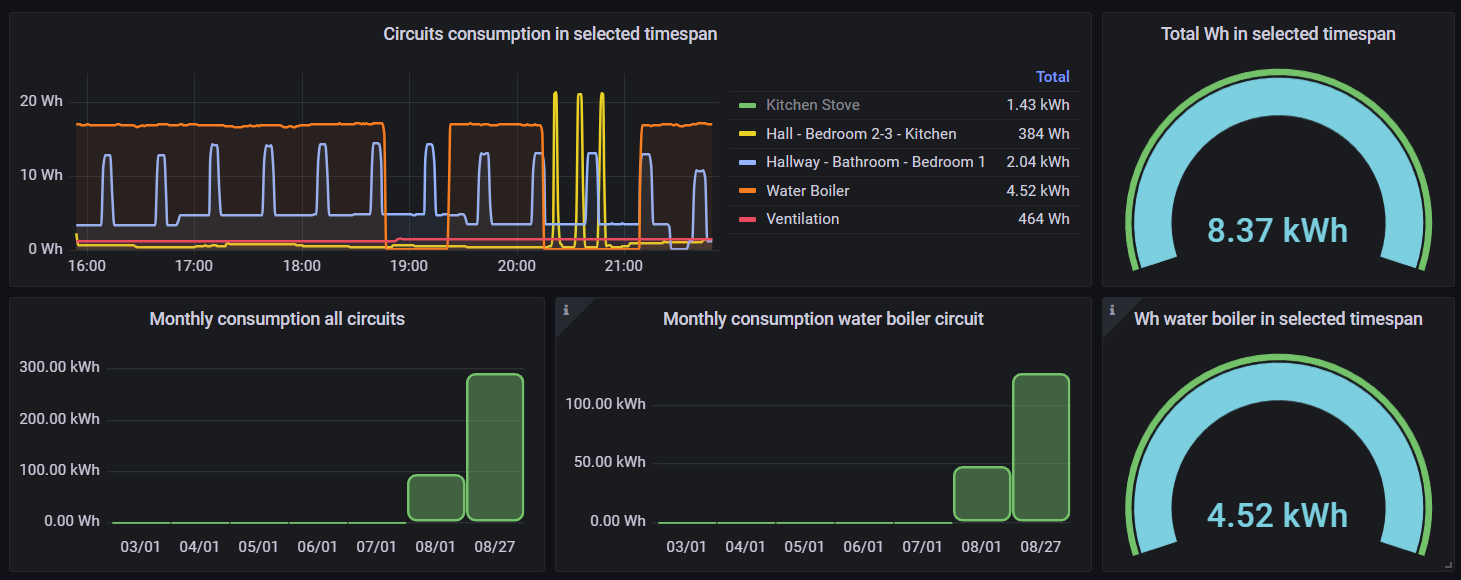 Circuits consumption in selected timespan
20 Wh
10 Wh
0 Wh
16:00 17:00 18:00 19:00 20:00 21:00
Total
Kitchen Stove 1.43 kWh
Hall - Bedroom 2-3 - Kitchen 384 Wh
Hallway - Bathroom - Bedroom 1 2.04 kWh
Water Boiler 4.52 kWh
Ventilation 464 Wh
Total Wh in selected timespan
8.37 kWh
Monthly consumption all circuits
300.00 kWh
200.00 kWh
100.00 kWh
0.00 Wh
03/01 04/01 05/01 06/01 07/01 08/01 08/27
i
Monthly consumption water boiler circuit
100.00 kWh
50.00 kWh
0.00 Wh
03/01 04/01 05/01 06/01 07/01 08/01 08/27
i
Wh water boiler in selected timespan
4.52 kWh